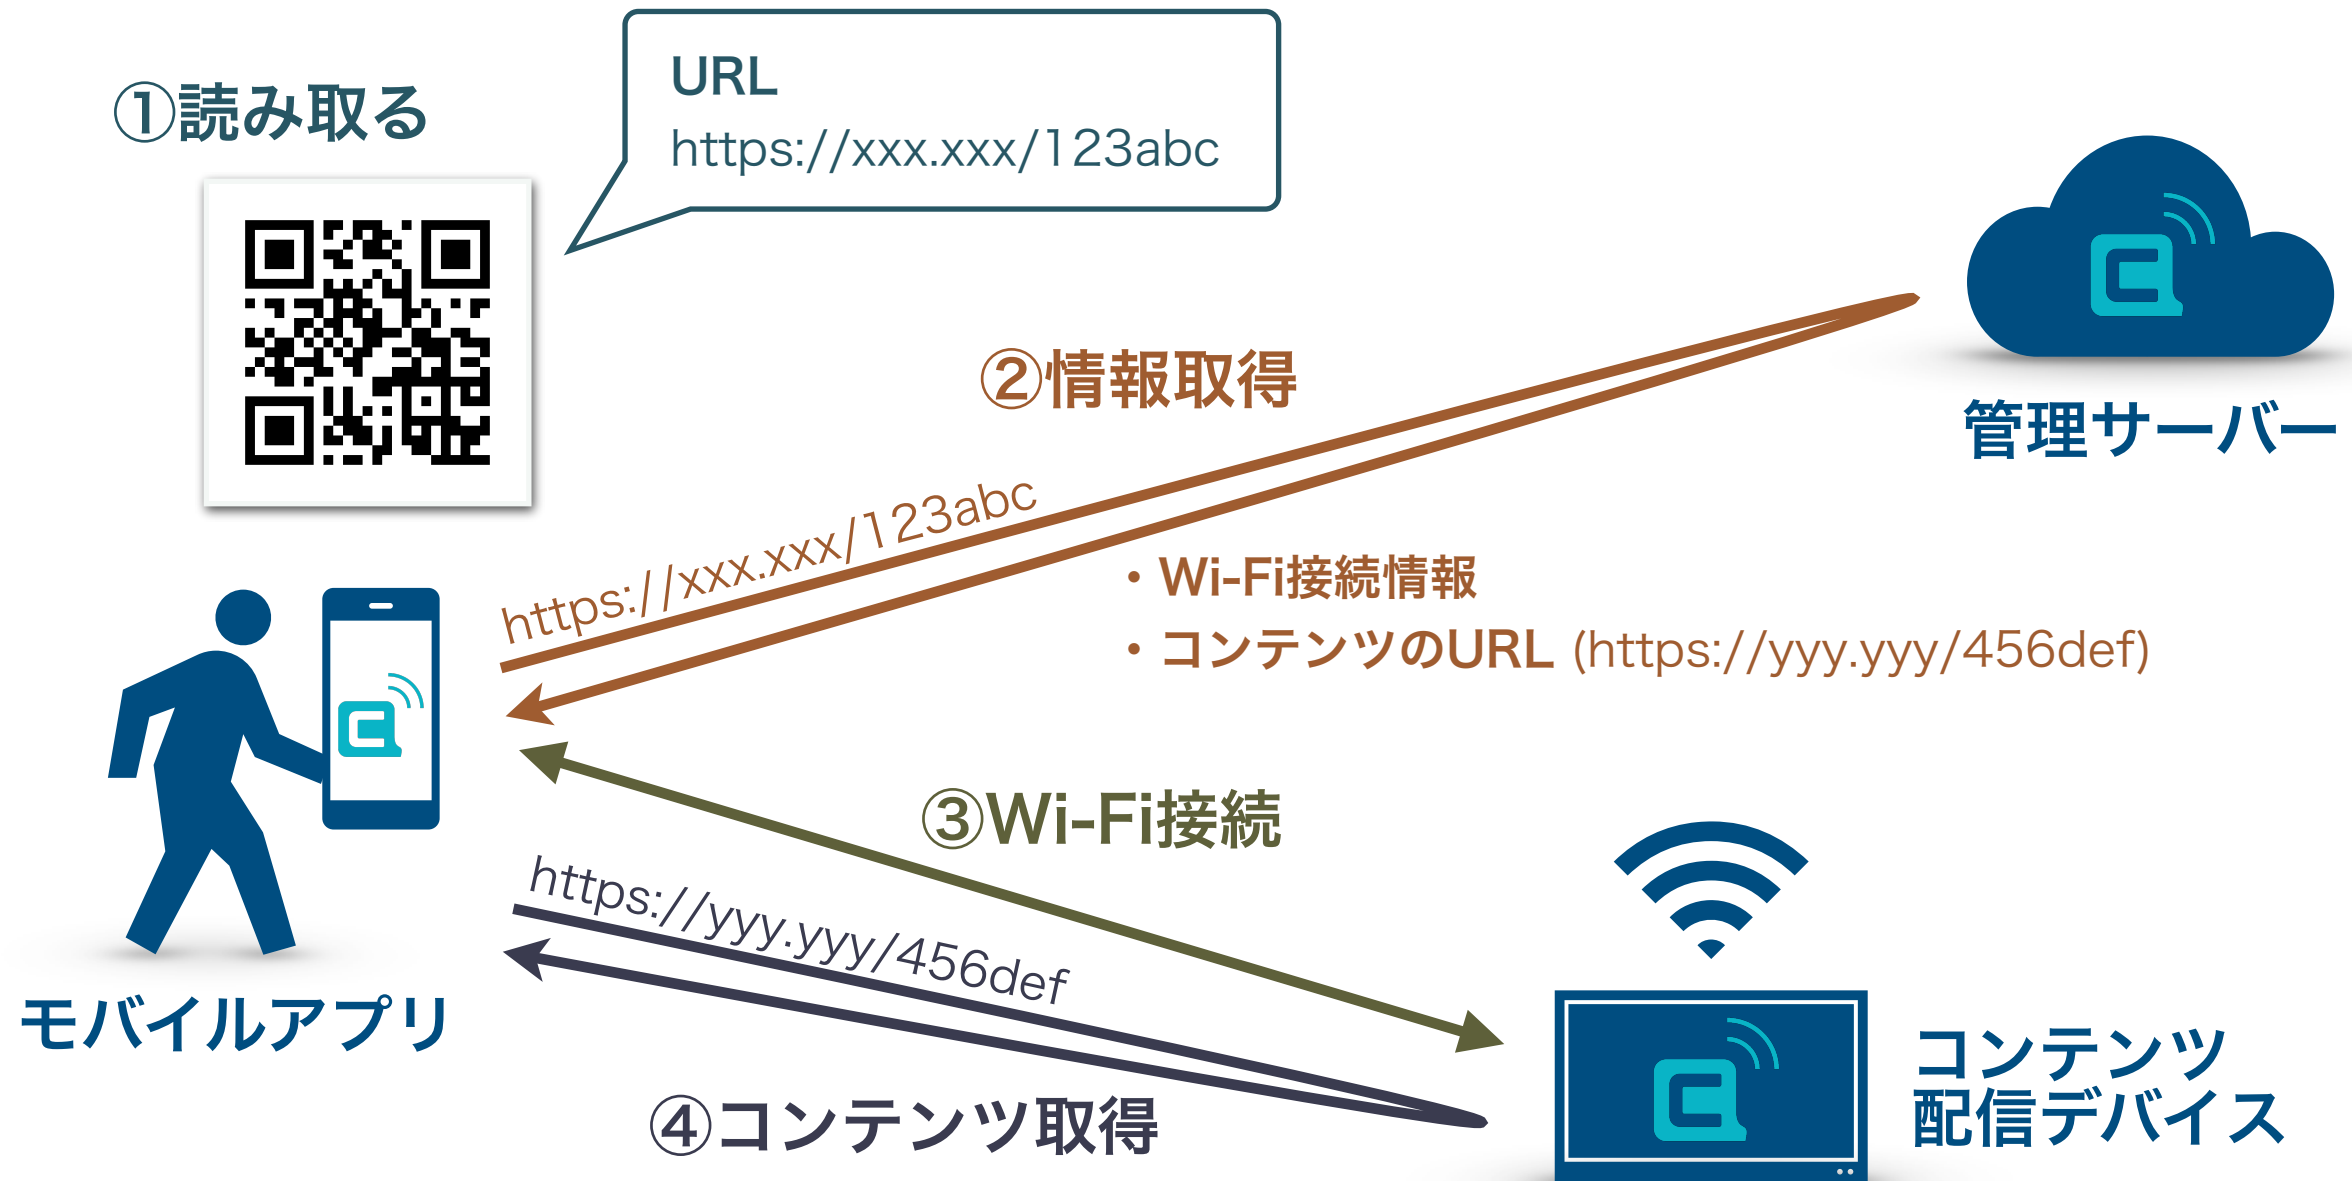 ①読み取る
URL
https://xxx.xxx/123abc
②情報取得
管理サーバー
https://xxx.xxx/123abc
・Wi-Fi接続情報
・コンテンツのURL (https://yyy.yyy/456def)
③Wi-Fi接続
https://yyy.yyy/456def
モバイルアプリ
④コンテンツ取得
コンテンツ
配信デバイス